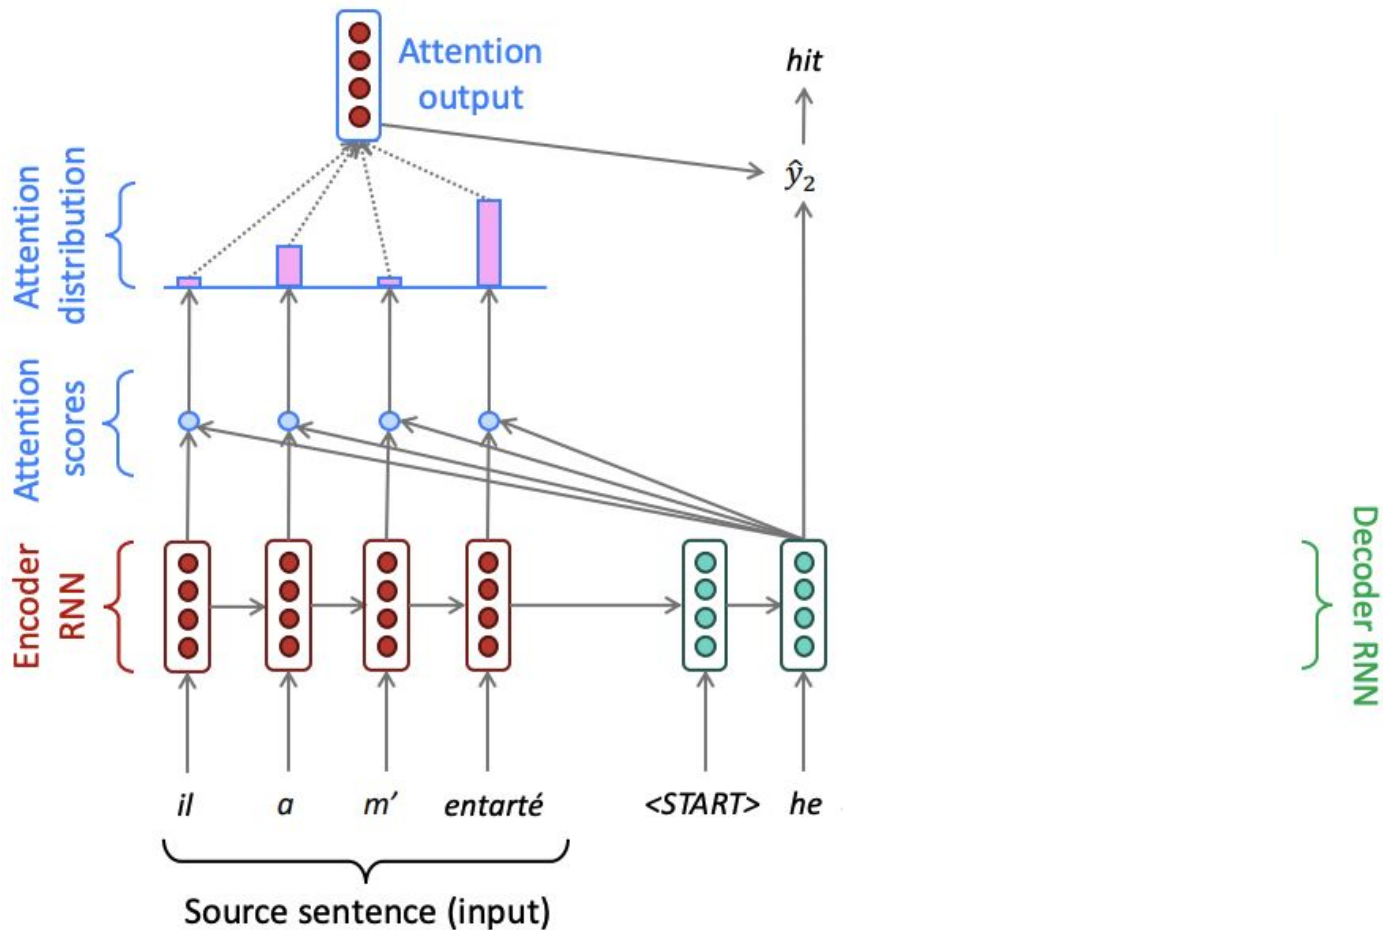 Attention
output
hit
ŷ₂
Attention
distribution
Attention
scores
Encoder
RNN
Decoder RNN
il a m’ entarté <START> he
Source sentence (input)